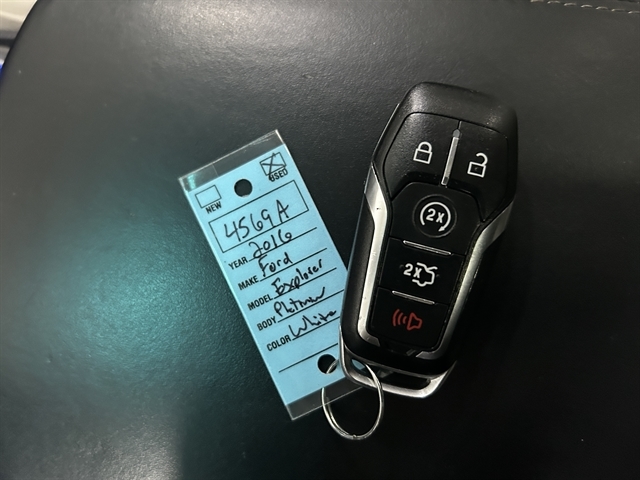 NEW
USED
4569A
YEAR 2016
MAKE Ford
MODEL Explorer
BODY Platinum
COLOR White
2x
2x